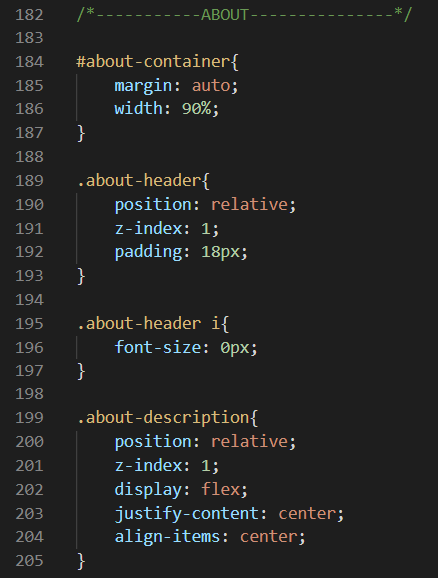 182 /*-----------ABOUT---------------*/
183
184 #about-container{
185     margin: auto;
186     width: 90%;
187 }
188
189 .about-header{
190     position: relative;
191     z-index: 1;
192     padding: 18px;
193 }
194
195 .about-header i{
196     font-size: 0px;
197 }
198
199 .about-description{
200     position: relative;
201     z-index: 1;
202     display: flex;
203     justify-content: center;
204     align-items: center;
205 }